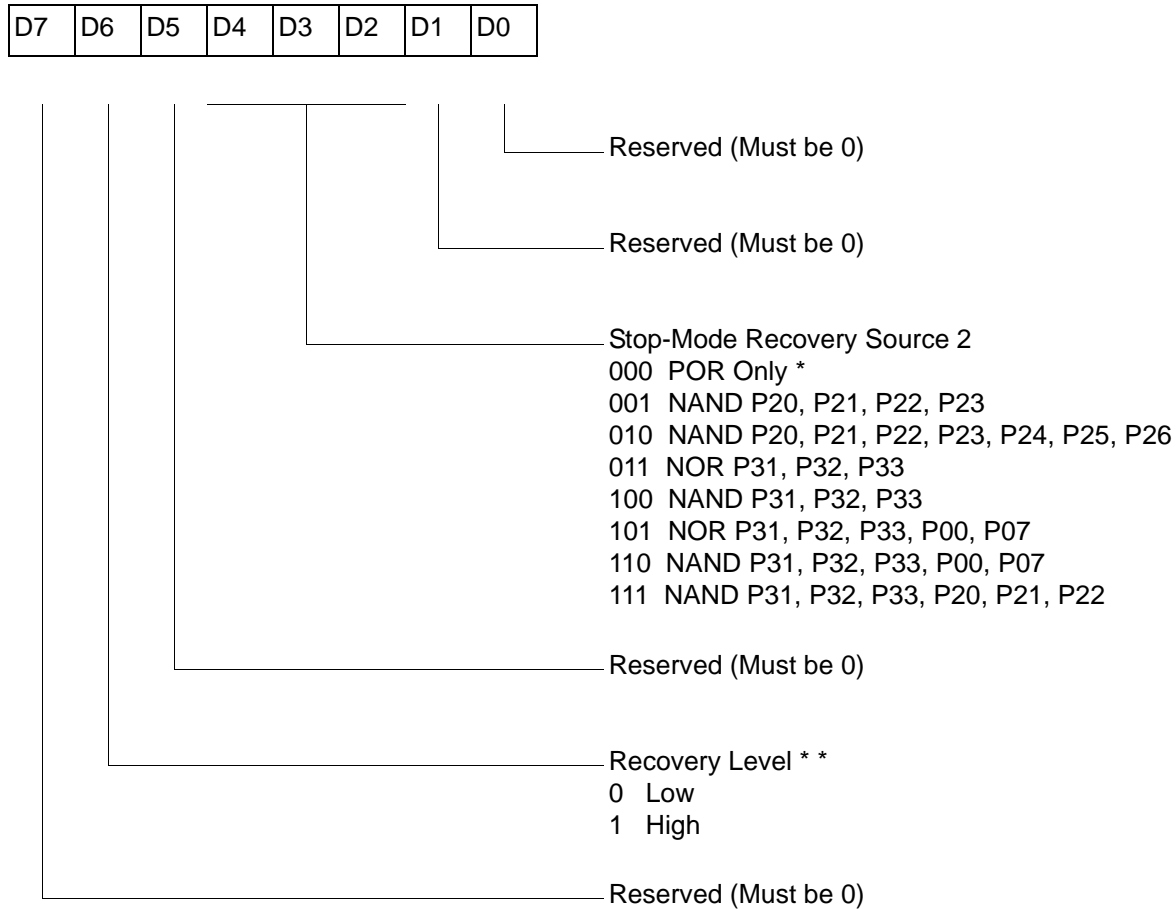 D7 D6 D5 D4 D3 D2 D1 D0
Reserved (Must be 0)
Reserved (Must be 0)
Stop-Mode Recovery Source 2
000 POR Only *
001 NAND P20, P21, P22, P23
010 NAND P20, P21, P22, P23, P24, P25, P26
011 NOR P31, P32, P33
100 NAND P31, P32, P33
101 NOR P31, P32, P33, P00, P07
110 NAND P31, P32, P33, P00, P07
111 NAND P31, P32, P33, P20, P21, P22
Reserved (Must be 0)
Recovery Level * *
0 Low
1 High
Reserved (Must be 0)